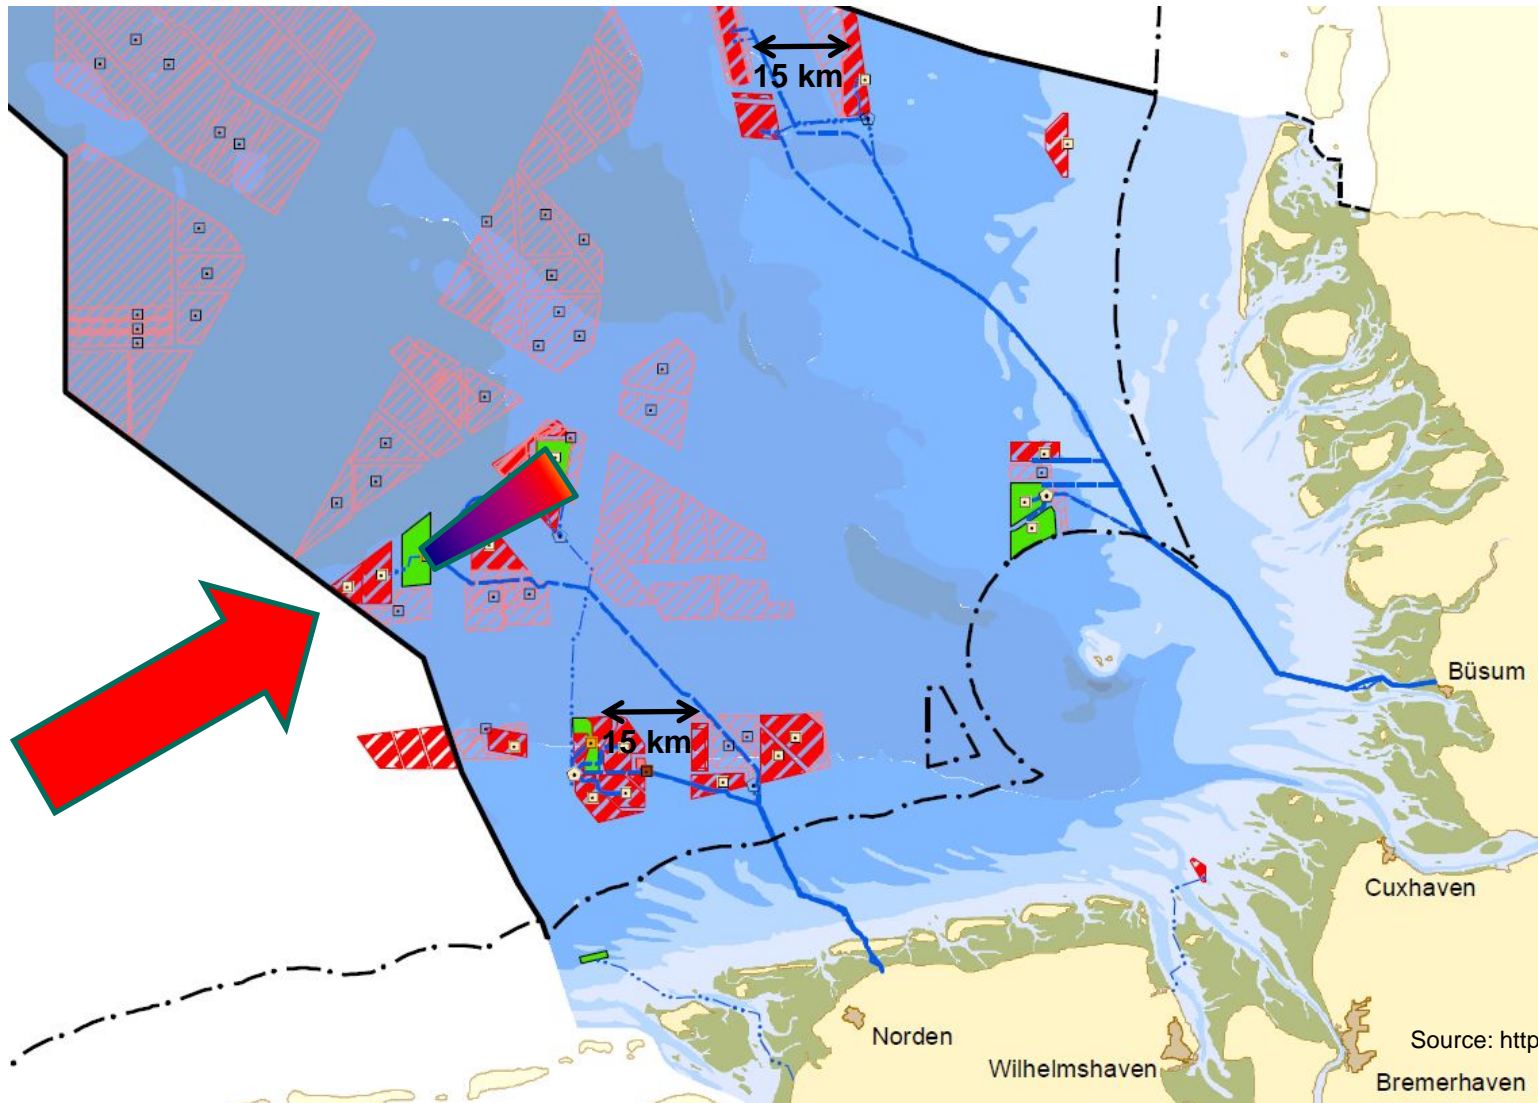 15 km
Büsum
15 km
Cuxhaven
Norden
Source: http
Wilhelmshaven
Bremerhaven